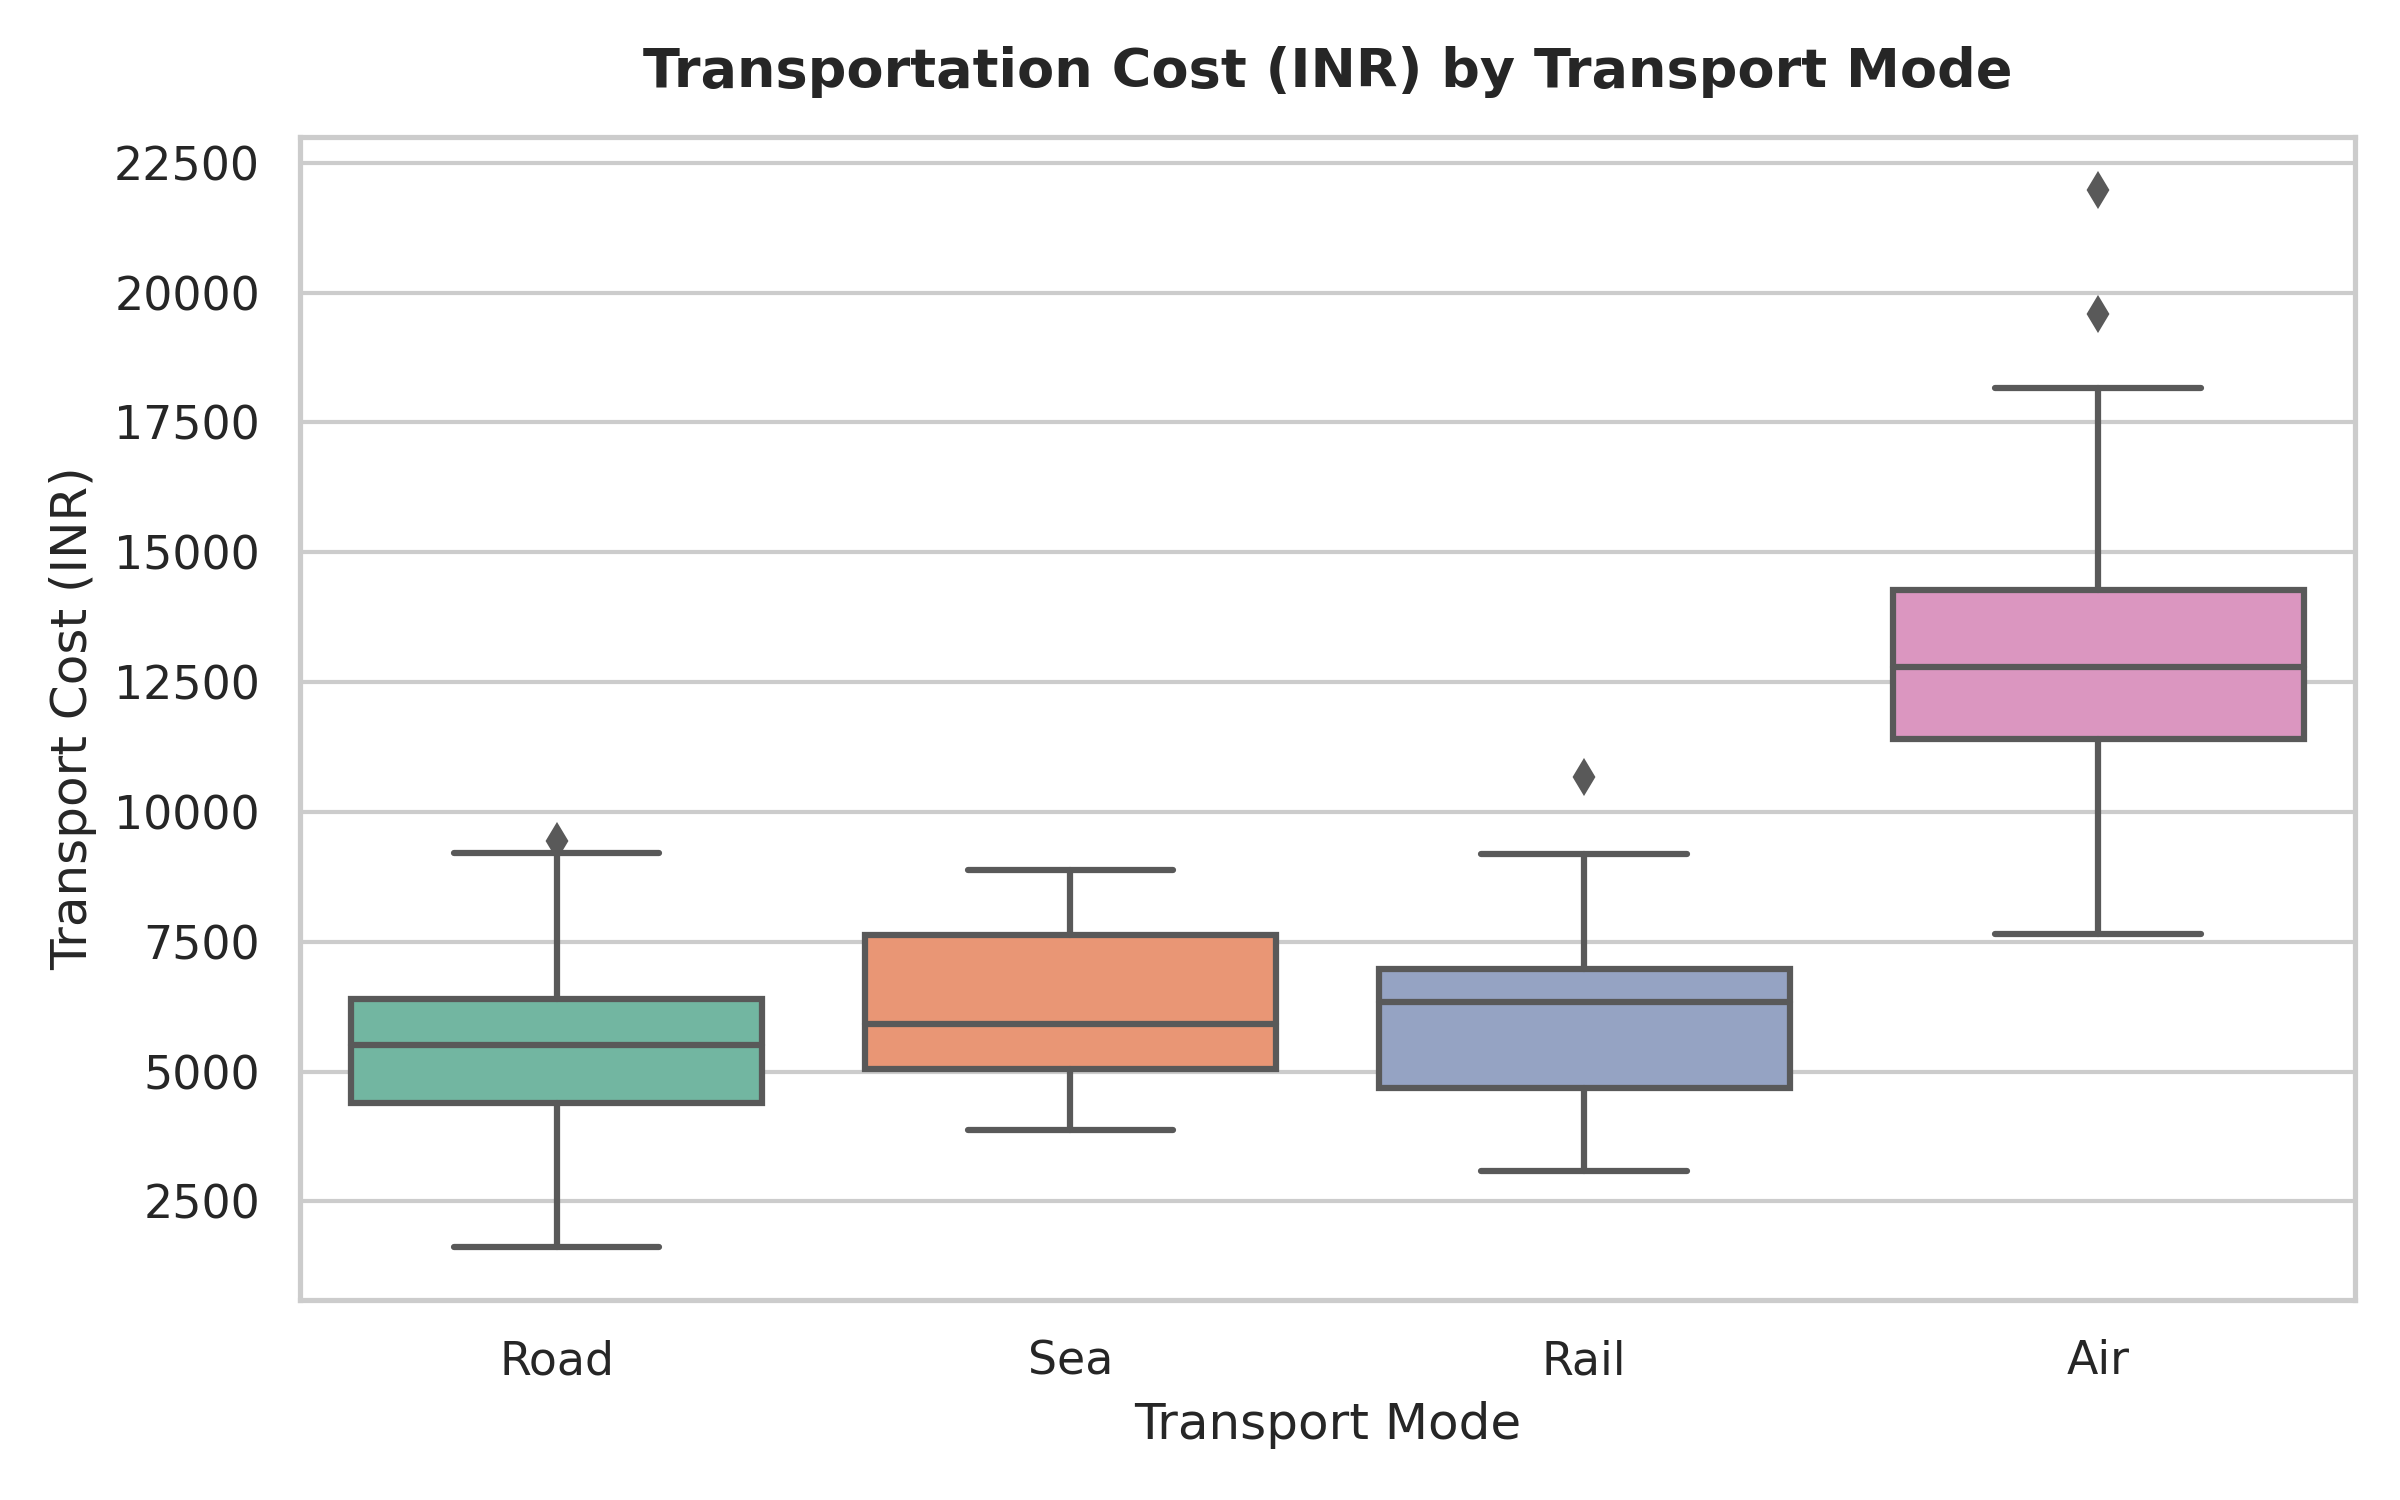 Transportation Cost (INR) by Transport Mode
Transport Cost (INR)
22500
20000
17500
15000
12500
10000
7500
5000
2500
Road Sea Rail Air
Transport Mode